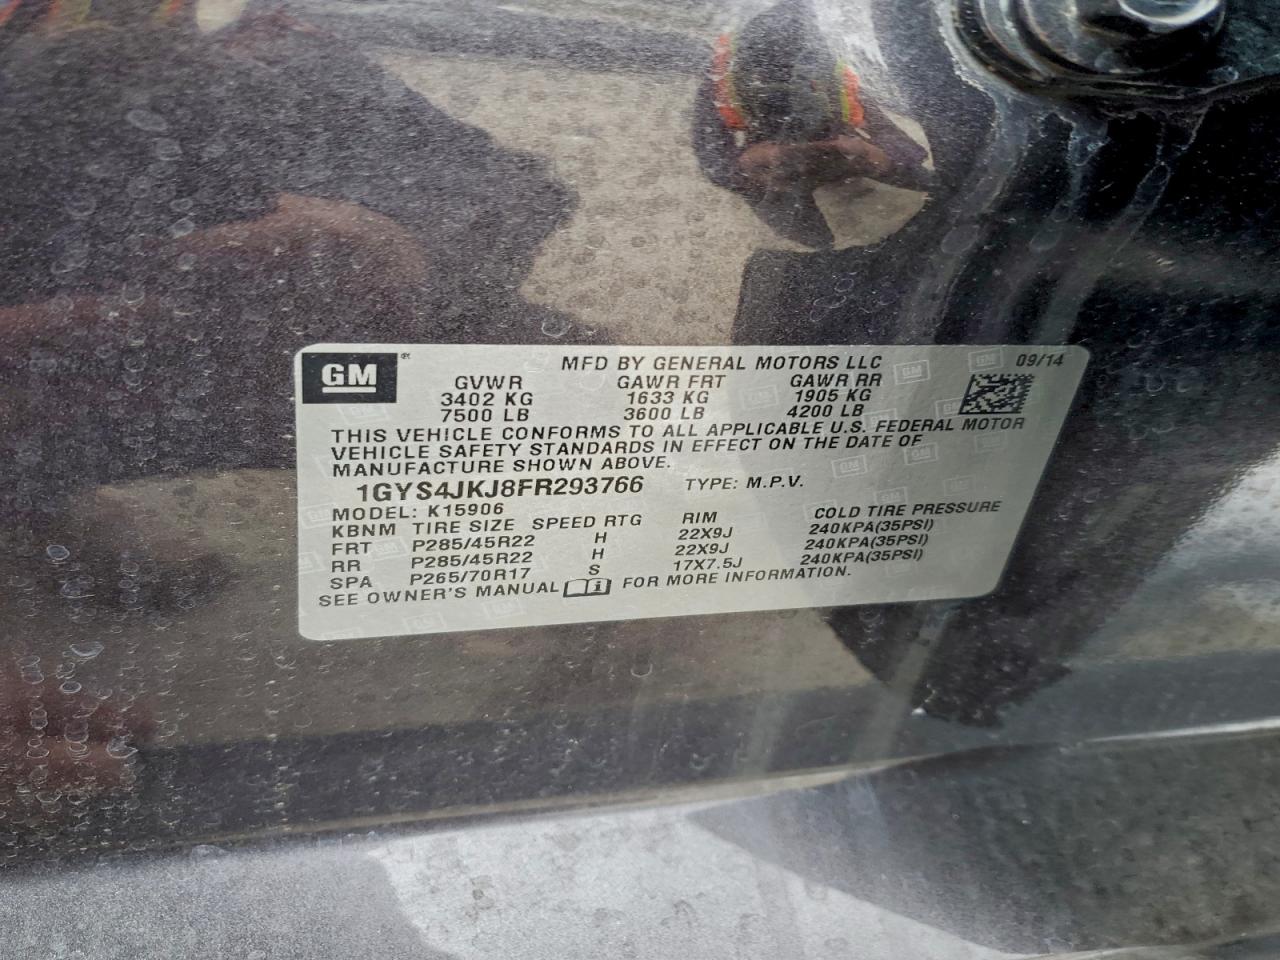 GM ® MFD BY GENERAL MOTORS LLC 09/14
GVWR GAWR FRT GAWR RR
3402 KG 1633 KG 1905 KG
7500 LB 3600 LB 4200 LB
THIS VEHICLE CONFORMS TO ALL APPLICABLE U.S. FEDERAL MOTOR
VEHICLE SAFETY STANDARDS IN EFFECT ON THE DATE OF
MANUFACTURE SHOWN ABOVE.
1GYS4JKJ8FR293766 TYPE: M.P.V.
MODEL: K15906
KBNM TIRE SIZE SPEED RTG RIM COLD TIRE PRESSURE
FRT P285/45R22 H 22X9J 240KPA(35PSI)
RR P285/45R22 H 22X9J 240KPA(35PSI)
SPA P265/70R17 S 17X7.5J 240KPA(35PSI)
SEE OWNER'S MANUAL i FOR MORE INFORMATION.